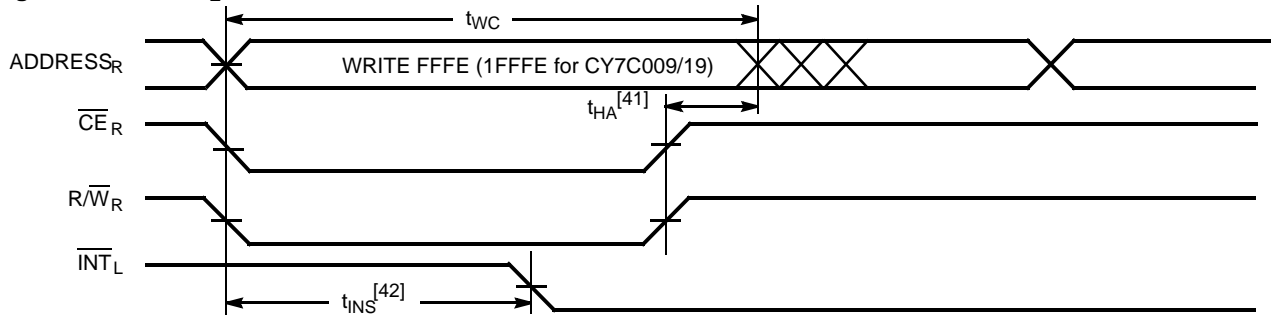 tWC
ADDRESSR
WRITE FFFE (1FFFE for CY7C009/19)
tHA[41]
CER
R/WR
INTL
tINS[42]